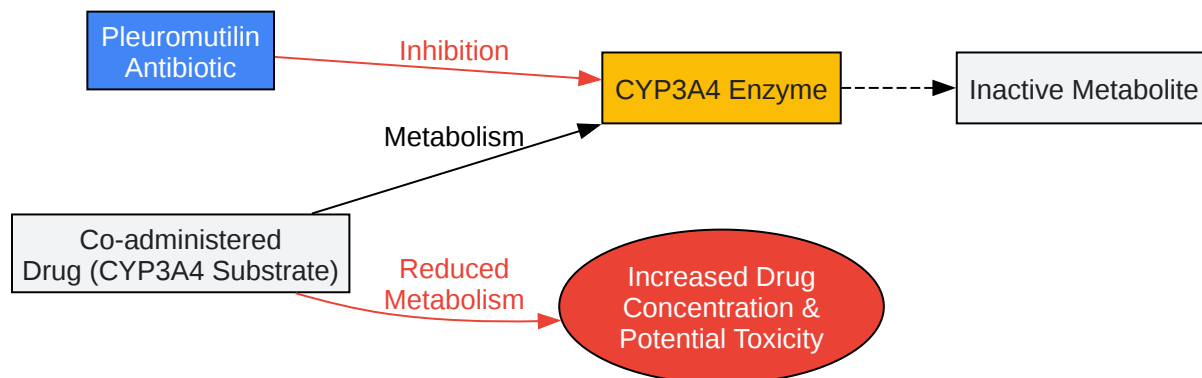 Pleuromutilin
Antibiotic
Inhibition
CYP3A4 Enzyme
Inactive Metabolite
Metabolism
Co-administered
Drug (CYP3A4 Substrate)
Reduced
Metabolism
Increased Drug
Concentration &
Potential Toxicity